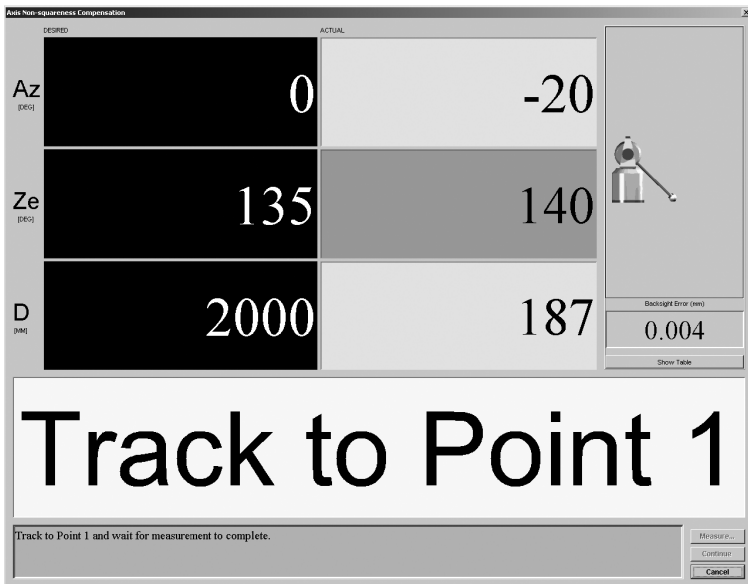 Axis Non-squareness Compensation
DESIRED ACTUAL
Az
[DEG]
0 -20
Ze
[DEG]
135 140
D
[MM]
2000 187
Backsight Error (mm)
0.004
Show Table
Track to Point 1
Track to Point 1 and wait for measurement to complete.
Measure...
Continue
Cancel